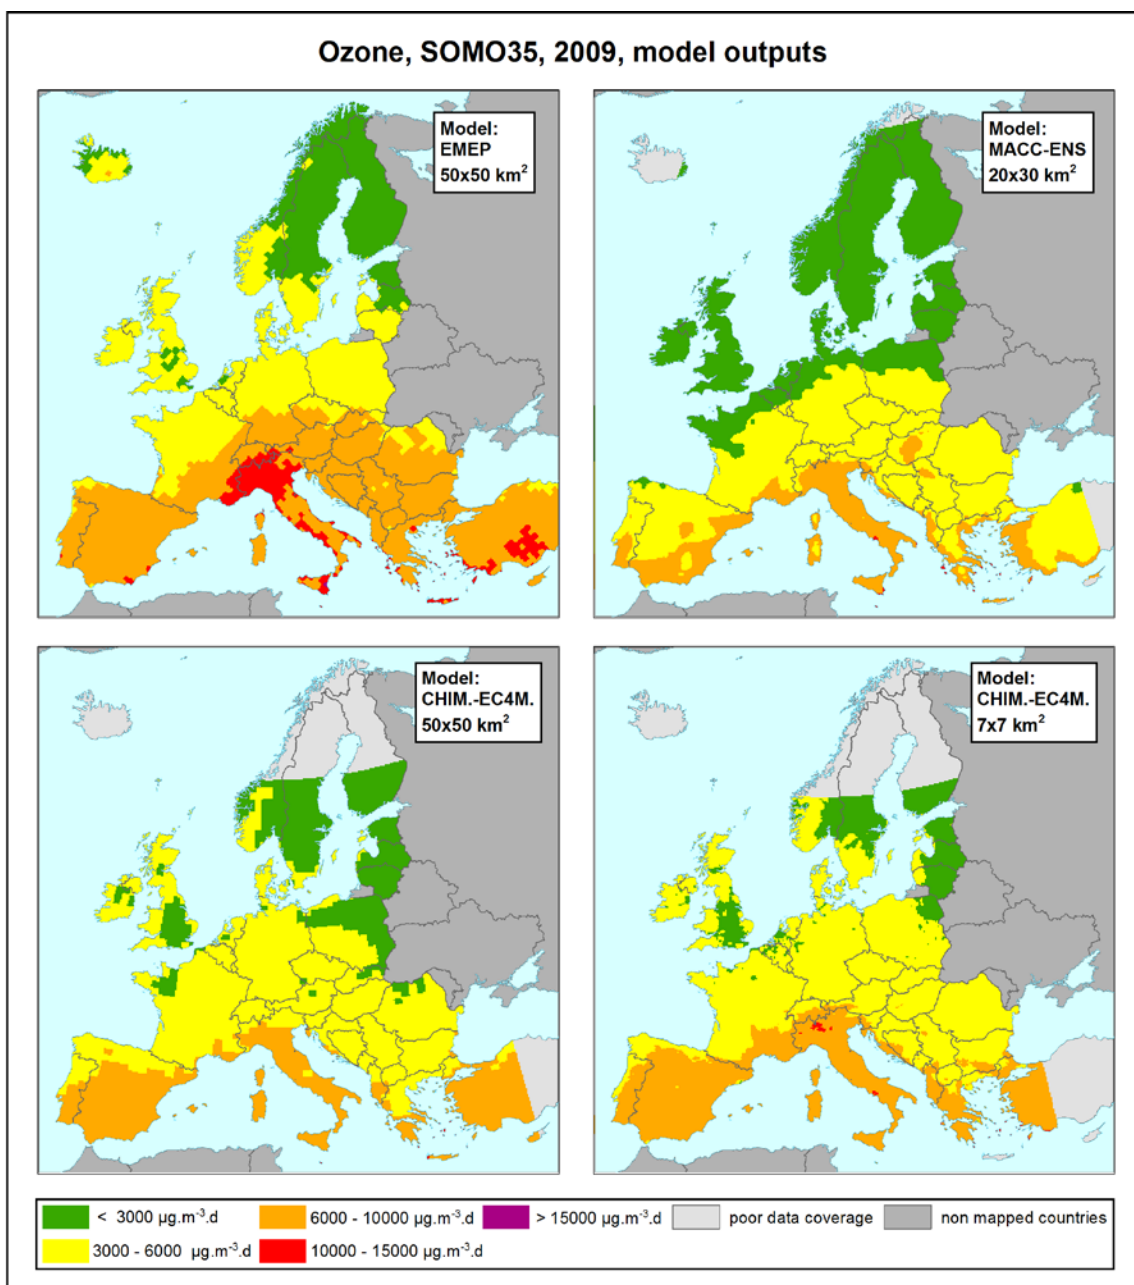 Ozone, SOMO35, 2009, model outputs
Model:
EMEP
50x50 km²
Model:
MACC-ENS
20x30 km²
Model:
CHIM.-EC4M.
50x50 km²
Model:
CHIM.-EC4M.
7x7 km²
< 3000 µg.m⁻³.d
6000 - 10000 µg.m⁻³.d
> 15000 µg.m⁻³.d
poor data coverage
non mapped countries
3000 - 6000 µg.m⁻³.d
10000 - 15000 µg.m⁻³.d